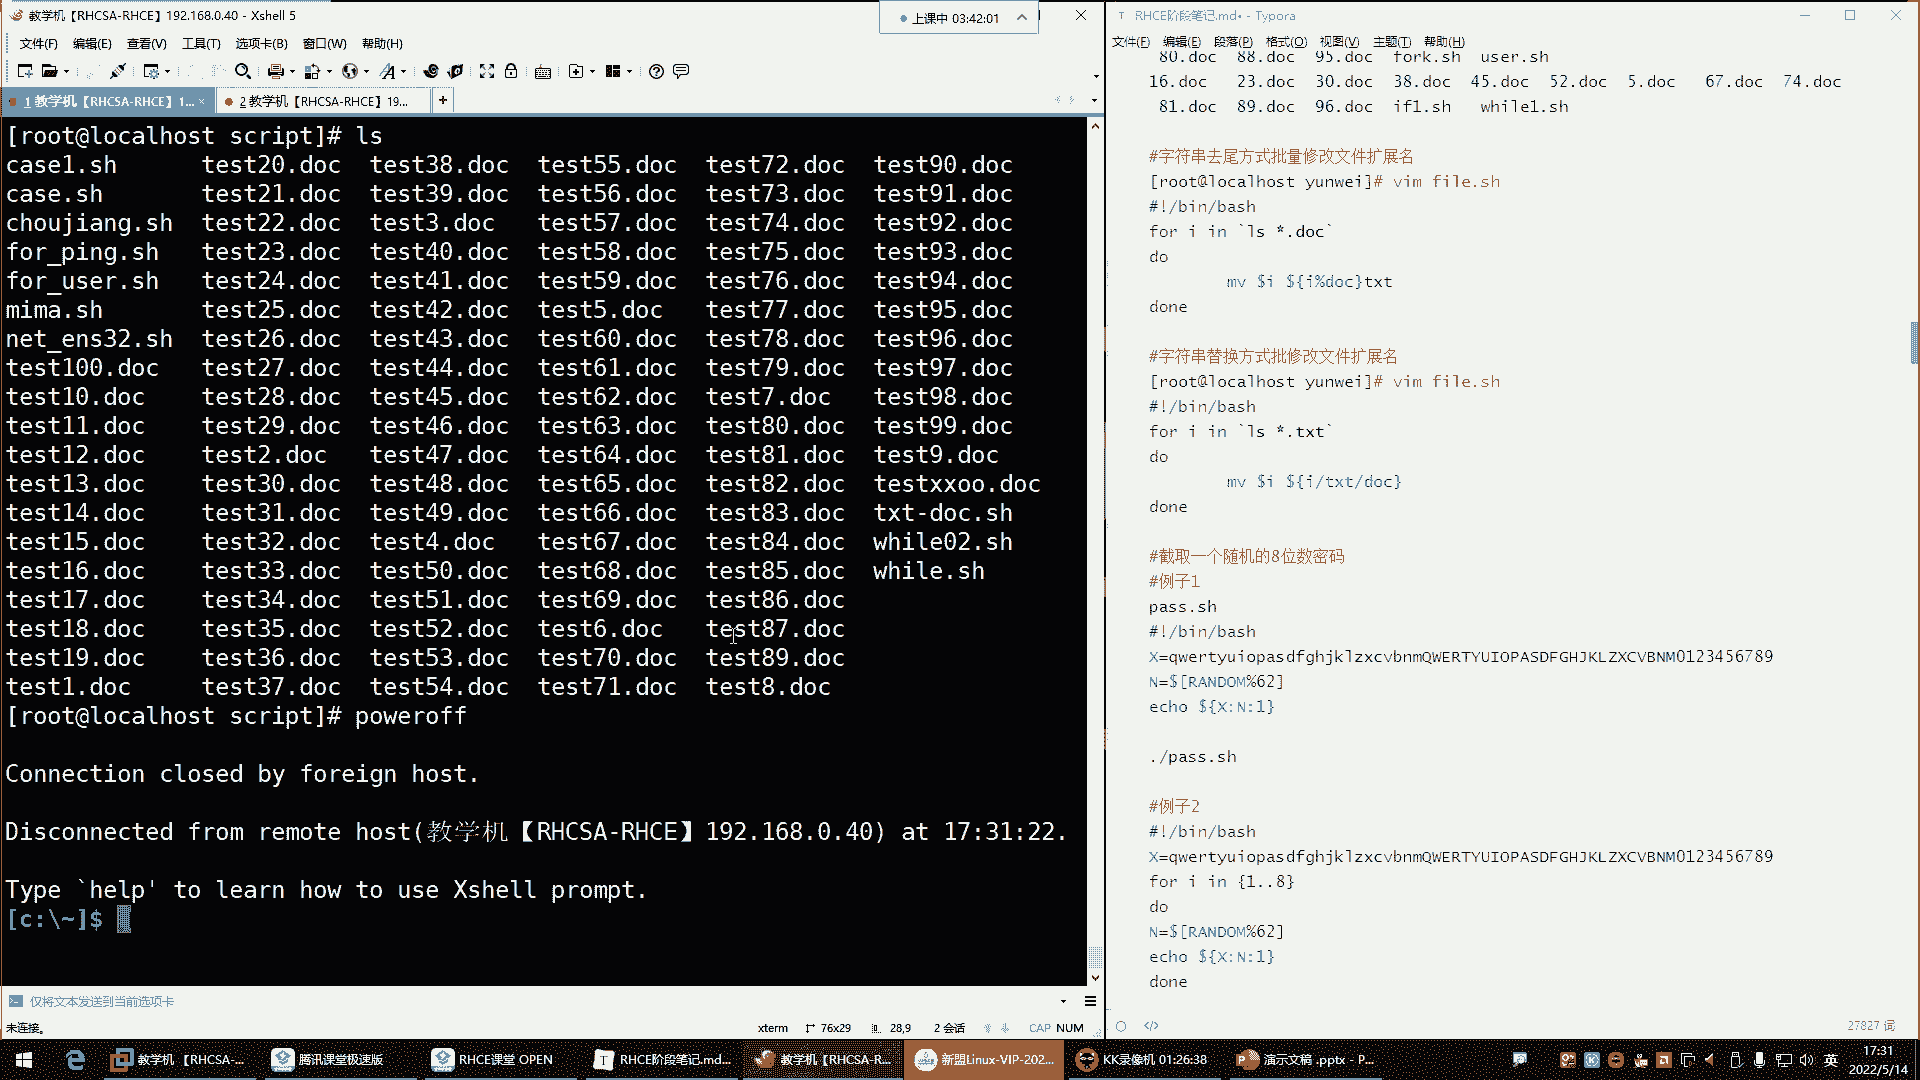 教学机【RHCSA-RHCE】192.168.0.40 - Xshell 5
上课中 03:42:01
文件(F) 编辑(E) 查看(V) 工具(T) 选项卡(B) 窗口(W) 帮助(H)
1 教学机【RHCSA-RHCE】1... 2 教学机【RHCSA-RHCE】19...
[root@localhost script]# ls
case1.sh test20.doc test38.doc test55.doc test72.doc test90.doc
case.sh test21.doc test39.doc test56.doc test73.doc test91.doc
choujiang.sh test22.doc test3.doc test57.doc test74.doc test92.doc
for_ping.sh test23.doc test40.doc test58.doc test75.doc test93.doc
for_user.sh test24.doc test41.doc test59.doc test76.doc test94.doc
mima.sh test25.doc test42.doc test5.doc test77.doc test95.doc
net_ens32.sh test26.doc test43.doc test60.doc test78.doc test96.doc
test100.doc test27.doc test44.doc test61.doc test79.doc test97.doc
test10.doc test28.doc test45.doc test62.doc test7.doc test98.doc
test11.doc test29.doc test46.doc test63.doc test80.doc test99.doc
test12.doc test2.doc test47.doc test64.doc test81.doc test9.doc
test13.doc test30.doc test48.doc test65.doc test82.doc testxxoo.doc
test14.doc test31.doc test49.doc test66.doc test83.doc txt-doc.sh
test15.doc test32.doc test4.doc test67.doc test84.doc while02.sh
test16.doc test33.doc test50.doc test68.doc test85.doc while.sh
test17.doc test34.doc test51.doc test69.doc test86.doc
test18.doc test35.doc test52.doc test6.doc test87.doc
test19.doc test36.doc test53.doc test70.doc test89.doc
test1.doc test37.doc test54.doc test71.doc test8.doc
[root@localhost script]# poweroff
Connection closed by foreign host.
Disconnected from remote host(教学机【RHCSA-RHCE】192.168.0.40) at 17:31:22.
Type `help' to learn how to use Xshell prompt.
[c:\~]$
仅将文本发送到当前选项卡
未连接。 xterm 76x29 28,9 2 会话 CAP NUM
RHCE阶段笔记.md• - Typora
文件(F) 编辑(E) 段落(P) 格式(O) 视图(V) 主题(T) 帮助(H)
80.doc 88.doc 95.doc fork.sh user.sh
16.doc 23.doc 30.doc 38.doc 45.doc 52.doc 5.doc 67.doc 74.doc
81.doc 89.doc 96.doc if1.sh while1.sh
#字符串去尾方式批量修改文件扩展名
[root@localhost yunwei]# vim file.sh
#!/bin/bash
for i in `ls *.doc`
do
mv $i ${i%doc}txt
done
#字符串替换方式批修改文件扩展名
[root@localhost yunwei]# vim file.sh
#!/bin/bash
for i in `ls *.txt`
do
mv $i ${i/txt/doc}
done
#截取一个随机的8位数密码
#例子1
pass.sh
#!/bin/bash
X=qwertyuiopasdfghjklzxcvbnmQWERTYUIOPASDFGHJKLZXCVBNM0123456789
N=$[RANDOM%62]
echo ${X:N:1}
./pass.sh
#例子2
#!/bin/bash
X=qwertyuiopasdfghjklzxcvbnmQWERTYUIOPASDFGHJKLZXCVBNM0123456789
for i in {1..8}
do
N=$[RANDOM%62]
echo ${X:N:1}
done
</> 27827 词
教学机 【RHCSA-... 腾讯课堂极速版 RHCE课堂 OPEN RHCE阶段笔记.md... 教学机【RHCSA-R... 新盟Linux-VIP-202... KK录像机 01:26:38 演示文稿 .pptx - P... 英 17:31
2022/5/14